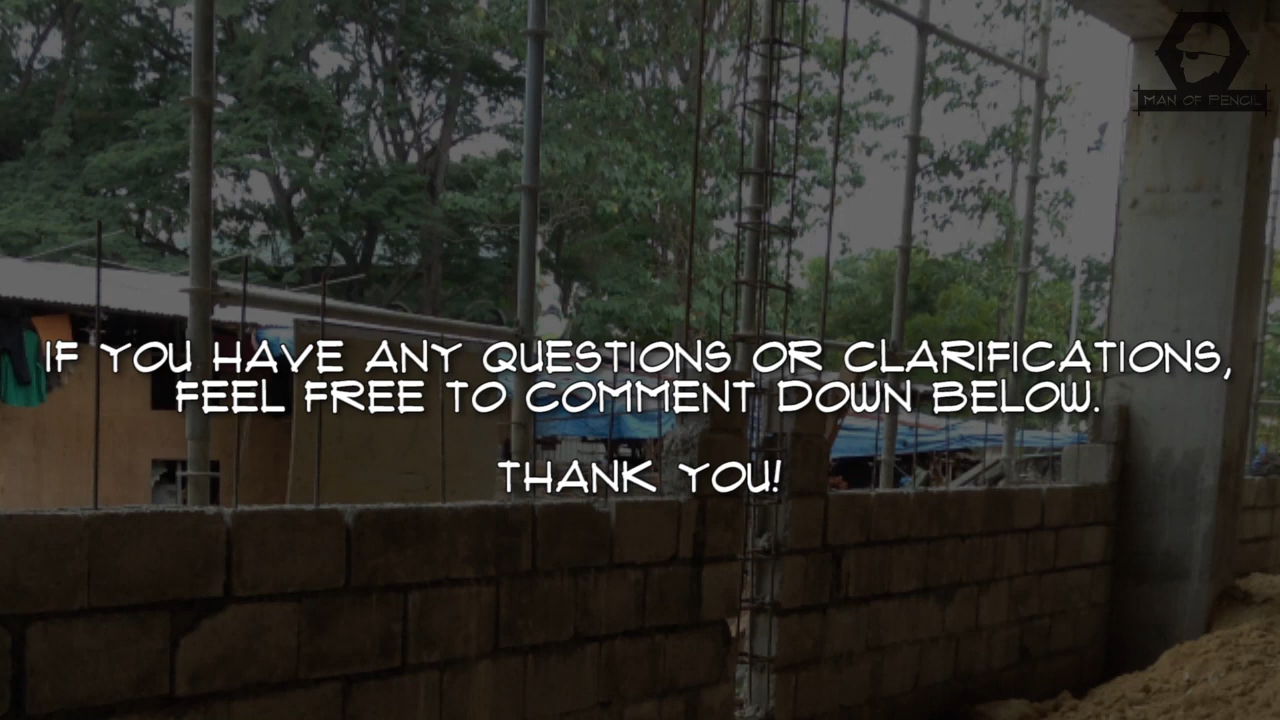 MAN OF PENCIL
IF YOU HAVE ANY QUESTIONS OR CLARIFICATIONS,
FEEL FREE TO COMMENT DOWN BELOW.
THANK YOU!